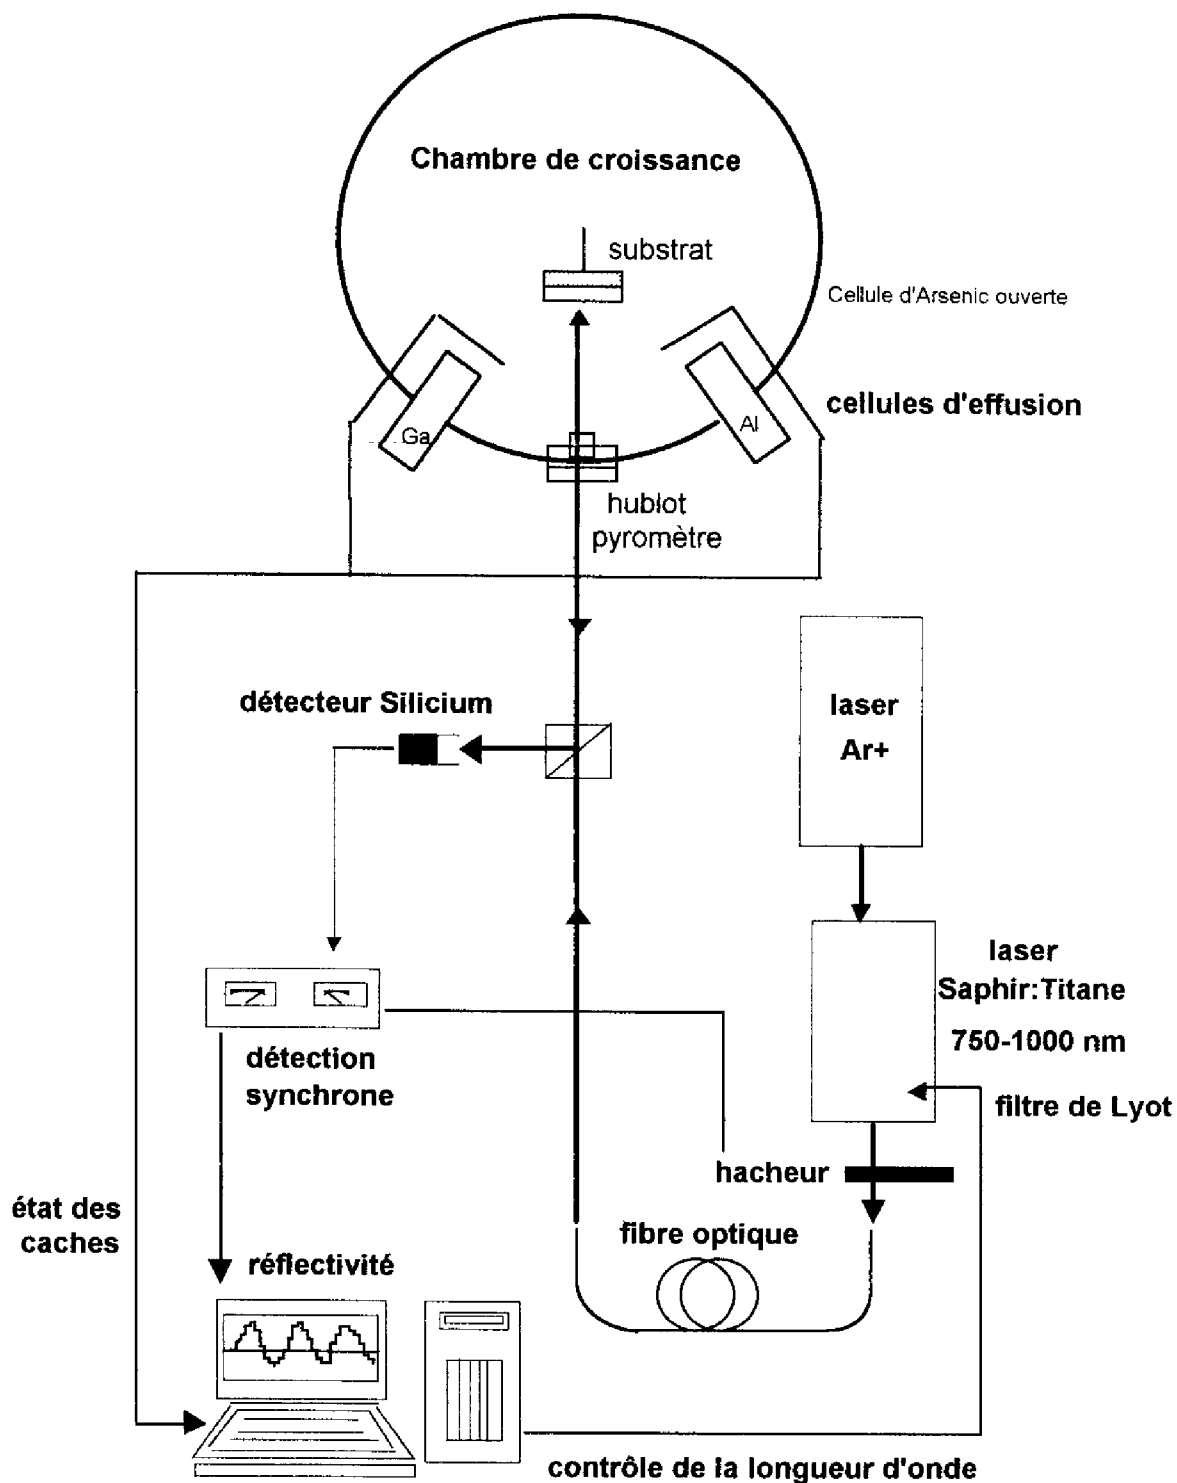 Chambre de croissance
substrat
Cellule d'Arsenic ouverte
cellules d'effusion
Ga
Al
hublot
pyromètre
détecteur Silicium
laser
Ar+
laser
Saphir:Titane
750-1000 nm
détection
synchrone
filtre de Lyot
hacheur
état des
caches
fibre optique
réflectivité
contrôle de la longueur d'onde